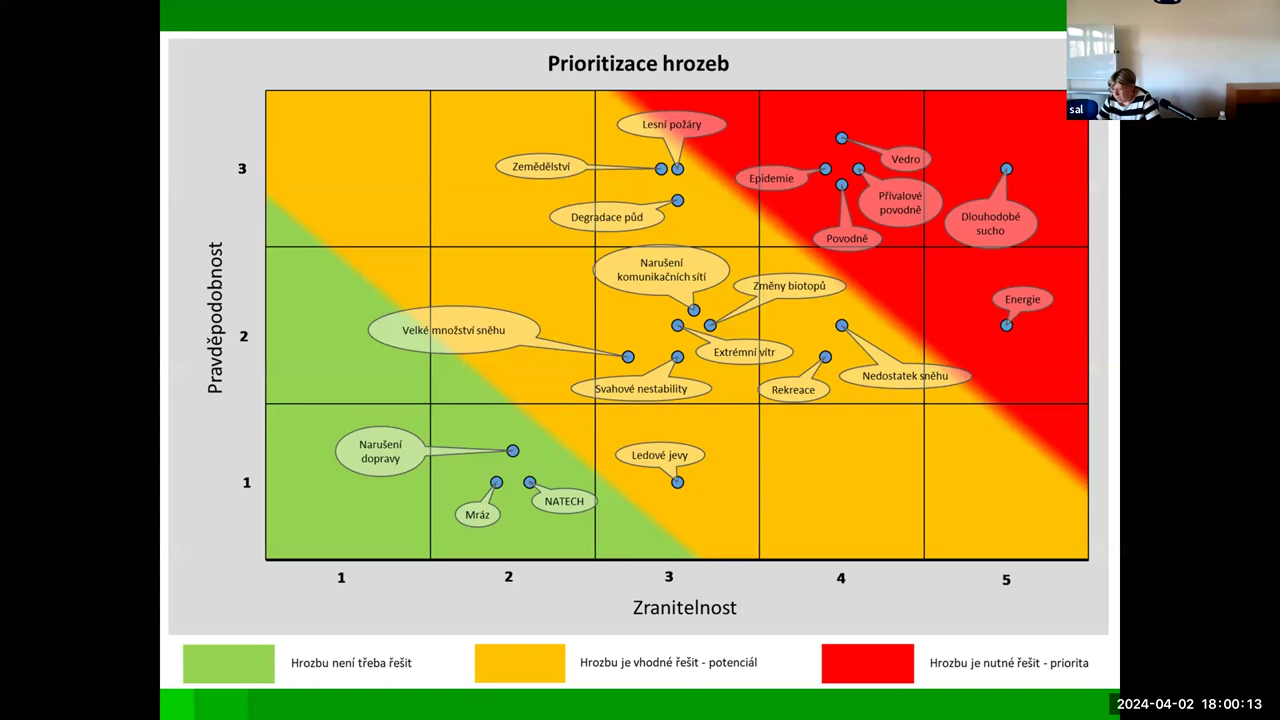 Prioritizace hrozeb
sal
Lesní požáry
Vedro
Zemědělství
Epidemie
3
Přívalové
povodně
Degradace půd
Dlouhodobé
sucho
Povodně
Narušení
komunikačních sítí
Změny biotopů
Energie
Pravděpodobnost
Velké množství sněhu
2
Extrémní vítr
Nedostatek sněhu
Svahové nestability
Rekreace
Narušení
dopravy
Ledové jevy
1
NATECH
Mráz
1
2
3
4
5
Zranitelnost
Hrozbu není třeba řešit
Hrozbu je vhodné řešit - potenciál
Hrozbu je nutné řešit - priorita
2024-04-02 18:00:13